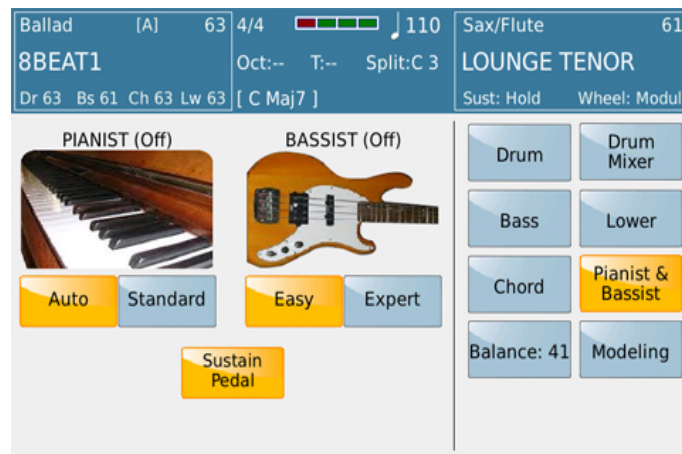 Ballad [A] 63
8BEAT1
Dr 63 Bs 61 Ch 63 Lw 63
4/4 ♩110
Oct:-- T:-- Split:C 3
[ C Maj7 ]
Sax/Flute 61
LOUNGE TENOR
Sust: Hold Wheel: Modul
PIANIST (Off)
BASSIST (Off)
Auto Standard
Easy Expert
Sustain
Pedal
Drum
Drum
Mixer
Bass
Lower
Chord
Pianist &
Bassist
Balance: 41
Modeling